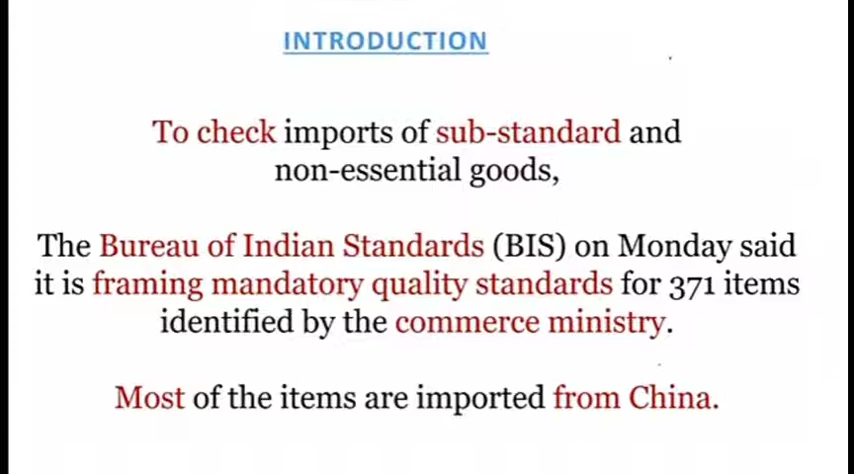 INTRODUCTION
To check imports of sub-standard and
non-essential goods,
The Bureau of Indian Standards (BIS) on Monday said
it is framing mandatory quality standards for 371 items
identified by the commerce ministry.
Most of the items are imported from China.